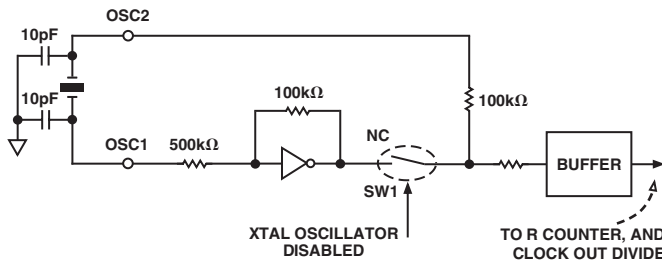 OSC2
10pF
10pF
100kΩ
100kΩ
OSC1
500kΩ
NC
BUFFER
SW1
XTAL OSCILLATOR
DISABLED
TO R COUNTER, AND
CLOCK OUT DIVIDE